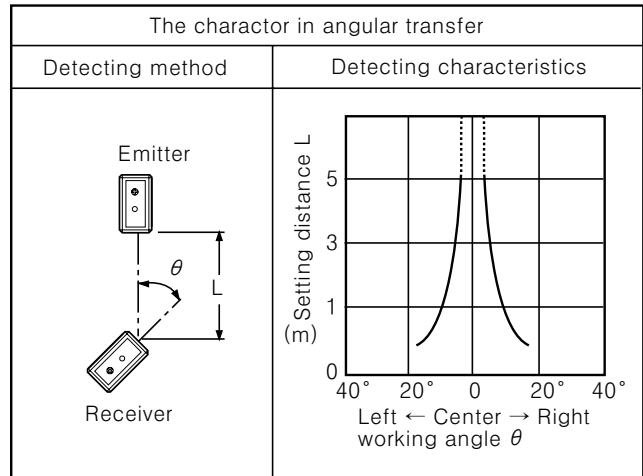 The charactor in angular transfer
Detecting method
Detecting characteristics
Emitter
θ
L
Receiver
(m) Setting distance L
5
3
1
0
40° 20° 0 20° 40°
Left ← Center → Right
working angle θ